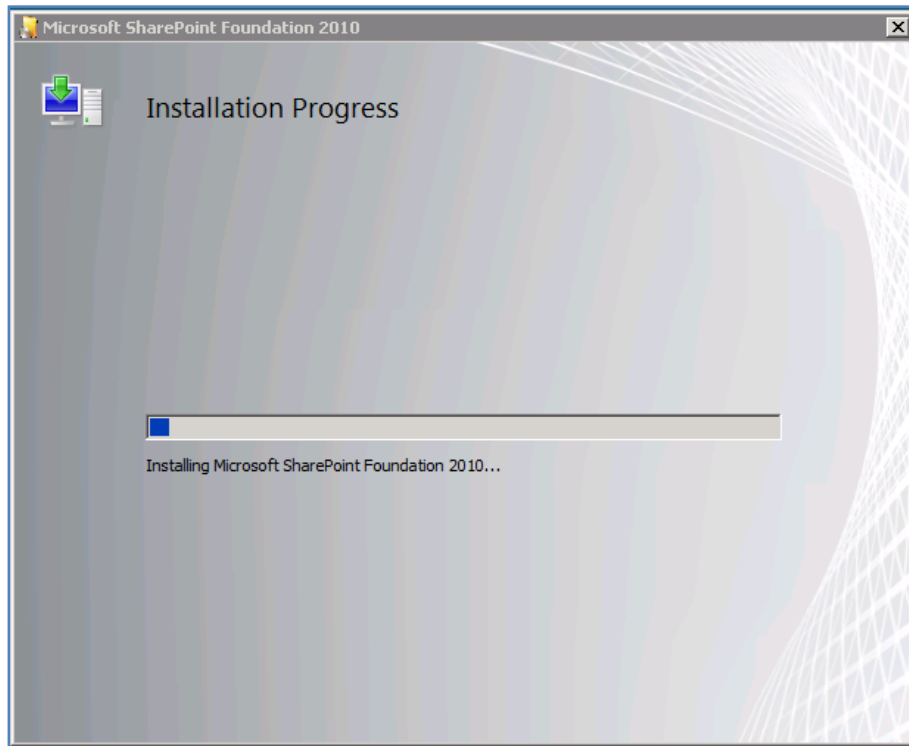 Microsoft SharePoint Foundation 2010
Installation Progress
Installing Microsoft SharePoint Foundation 2010...